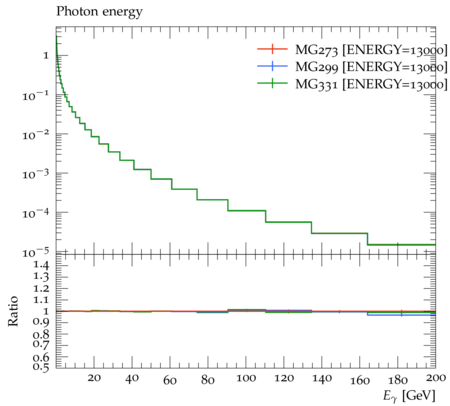 Photon energy
MG273 [ENERGY=13000]
MG299 [ENERGY=13000]
MG331 [ENERGY=13000]
1
10⁻¹
10⁻²
10⁻³
10⁻⁴
10⁻⁵
Ratio
1.4
1.3
1.2
1.1
1.0
0.9
0.8
0.7
0.6
0.5
20 40 60 80 100 120 140 160 180 200
Eγ [GeV]